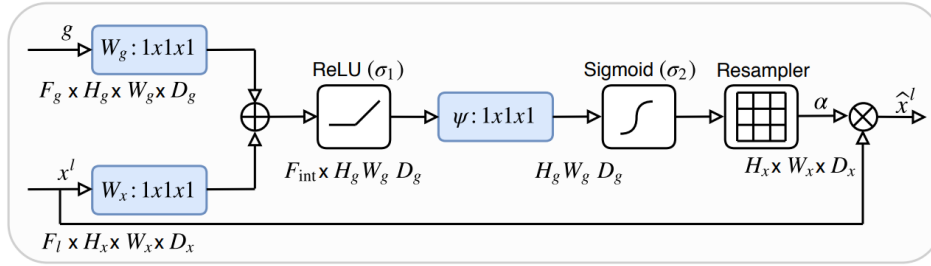 g
W_g : 1x1x1
F_g x H_g x W_g x D_g
x^l
W_x : 1x1x1
F_l x H_x x W_x x D_x
ReLU (σ_1)
F_int x H_g W_g D_g
ψ : 1x1x1
Sigmoid (σ_2)
H_g W_g D_g
Resampler
α
H_x x W_x x D_x
\hat{x}^l